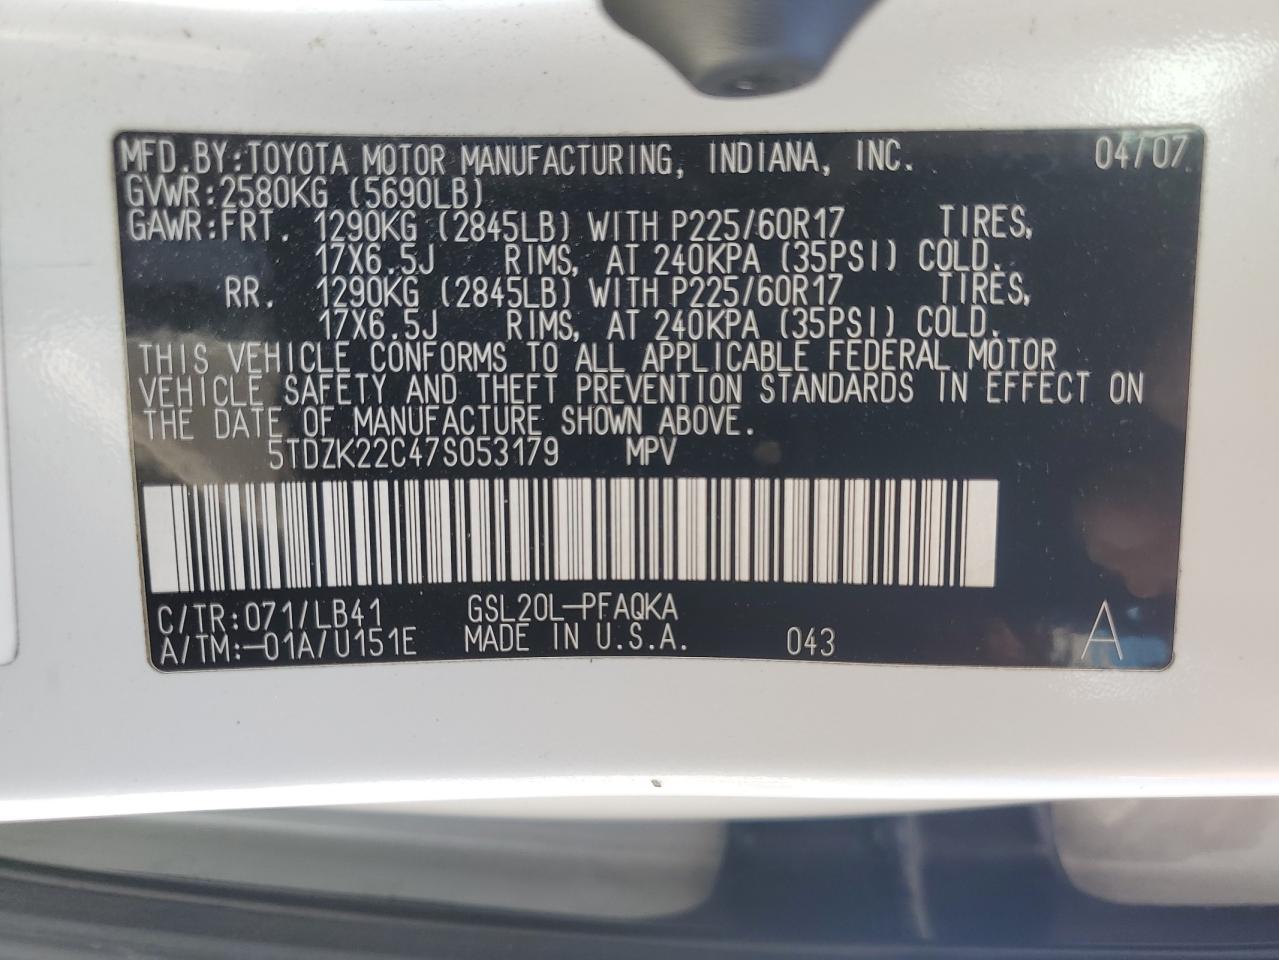 MFD.BY:TOYOTA MOTOR MANUFACTURING, INDIANA, INC. 04/07
GVWR:2580KG (5690LB)
GAWR:FRT. 1290KG (2845LB) WITH P225/60R17 TIRES,
17X6.5J RIMS, AT 240KPA (35PSI) COLD.
RR. 1290KG (2845LB) WITH P225/60R17 TIRES,
17X6.5J RIMS, AT 240KPA (35PSI) COLD.
THIS VEHICLE CONFORMS TO ALL APPLICABLE FEDERAL MOTOR
VEHICLE SAFETY AND THEFT PREVENTION STANDARDS IN EFFECT ON
THE DATE OF MANUFACTURE SHOWN ABOVE.
5TDZK22C47S053179 MPV
C/TR:071/LB41 GSL20L-PFAQKA
A/TM:-01A/U151E MADE IN U.S.A. 043 A